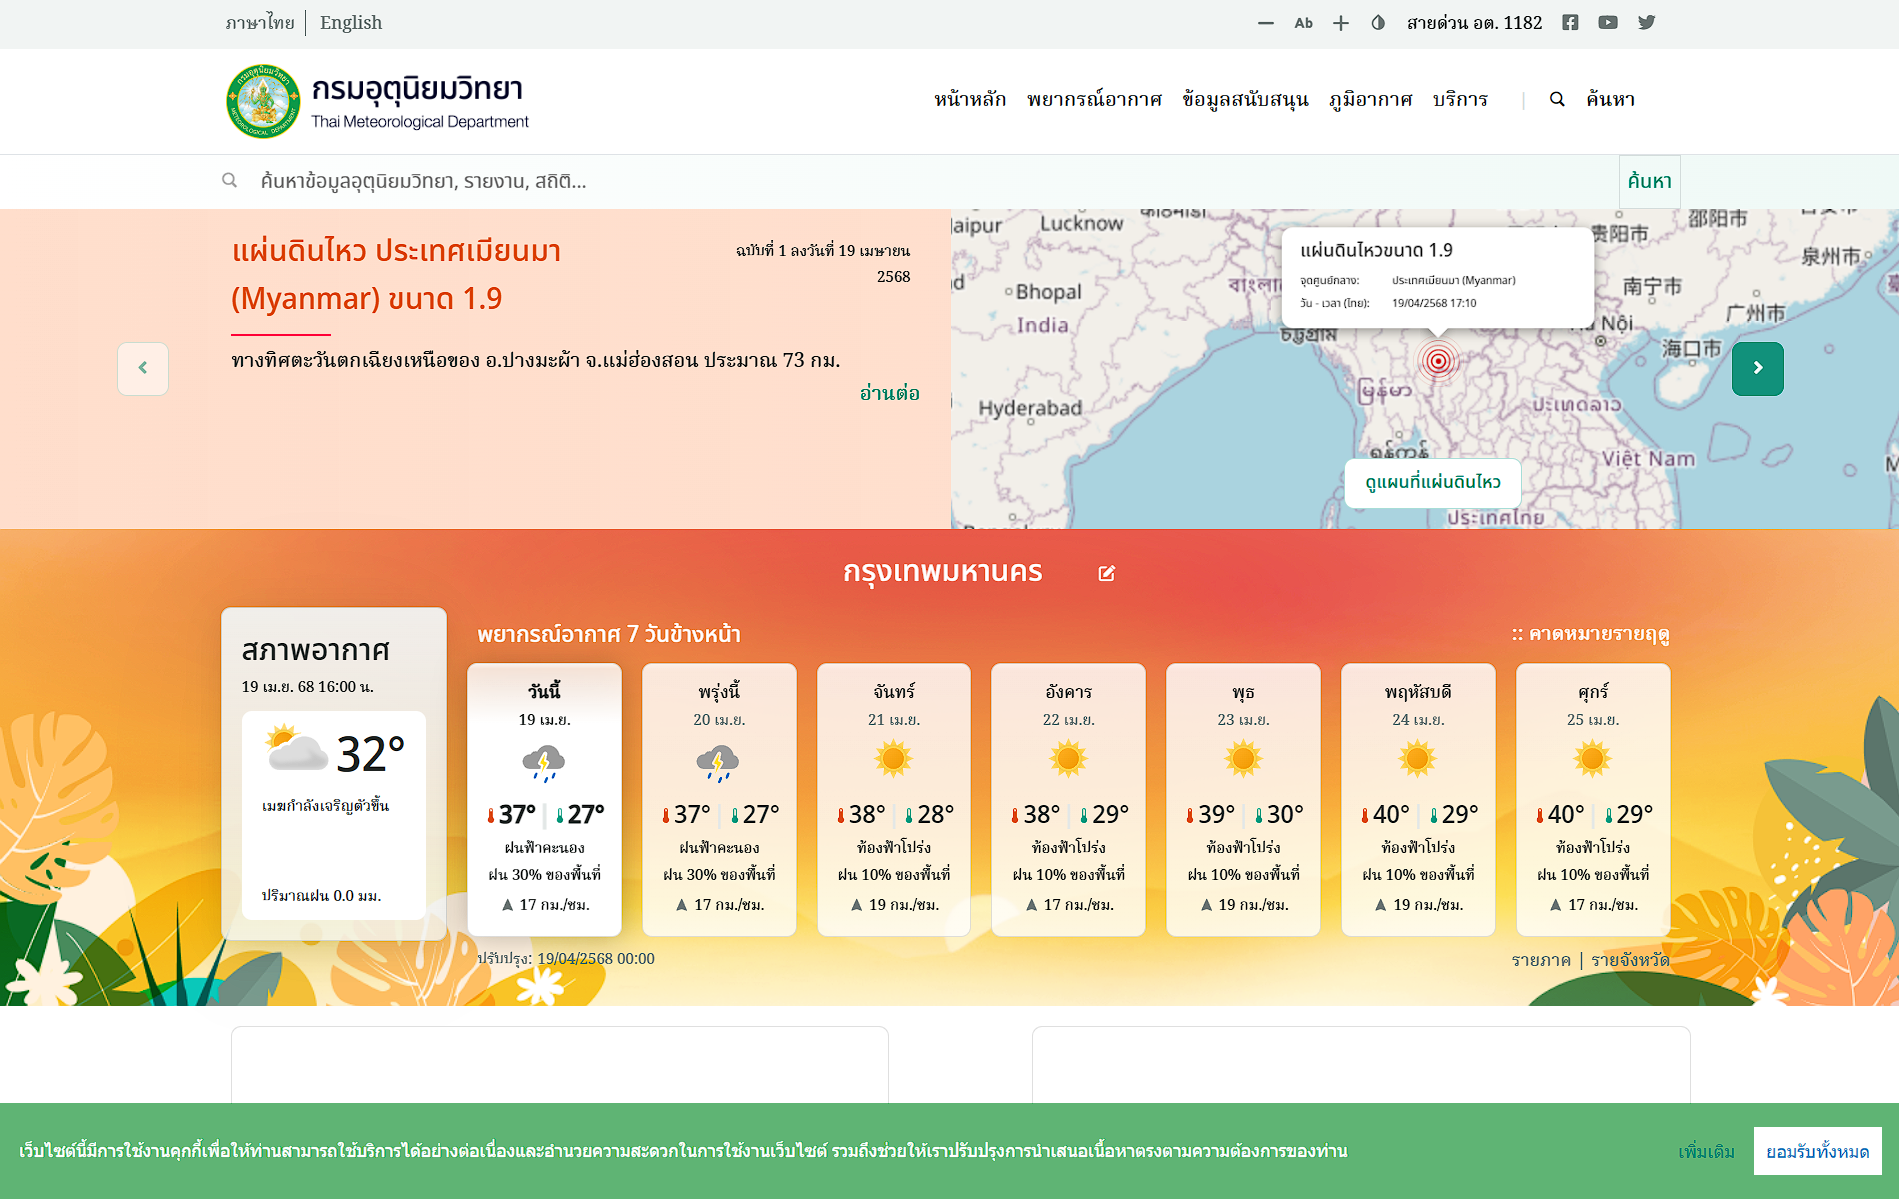 ภาษาไทย English
Ab สายด่วน อต. 1182
กรมอุตุนิยมวิทยา
Thai Meteorological Department
หน้าหลัก พยากรณ์อากาศ ข้อมูลสนับสนุน ภูมิอากาศ บริการ | ค้นหา
ค้นหาข้อมูลอุตุนิยมวิทยา, รายงาน, สถิติ... ค้นหา
แผ่นดินไหว ประเทศเมียนมา
(Myanmar) ขนาด 1.9
ฉบับที่ 1 ลงวันที่ 19 เมษายน
2568
ทางทิศตะวันตกเฉียงเหนือของ อ.ปางมะผ้า จ.แม่ฮ่องสอน ประมาณ 73 กม.
อ่านต่อ
Lucknow
邵阳市
贵阳市
泉州市
แผ่นดินไหวขนาด 1.9
จุดศูนย์กลาง: ประเทศเมียนมา (Myanmar)
วัน - เวลา (ไทย): 19/04/2568 17:10
Bhopal
India
南宁市
广州市
Nội
海口市
မြန်မာ
ປະເທດລາວ
Hyderabad
ရန်ကုန်
Việt Nam
ดูแผนที่แผ่นดินไหว
ประเทศไทย
กรุงเทพมหานคร
สภาพอากาศ
19 เม.ย. 68 16:00 น.
32°
เมฆกำลังเจริญตัวขึ้น
ปริมาณฝน 0.0 มม.
พยากรณ์อากาศ 7 วันข้างหน้า
:: คาดหมายรายฤดู
วันนี้ พรุ่งนี้ จันทร์ อังคาร พุธ พฤหัสบดี ศุกร์
19 เม.ย. 20 เม.ย. 21 เม.ย. 22 เม.ย. 23 เม.ย. 24 เม.ย. 25 เม.ย.
37° | 27° 37° | 27° 38° | 28° 38° | 29° 39° | 30° 40° | 29° 40° | 29°
ฝนฟ้าคะนอง ฝนฟ้าคะนอง ท้องฟ้าโปร่ง ท้องฟ้าโปร่ง ท้องฟ้าโปร่ง ท้องฟ้าโปร่ง ท้องฟ้าโปร่ง
ฝน 30% ของพื้นที่ ฝน 30% ของพื้นที่ ฝน 10% ของพื้นที่ ฝน 10% ของพื้นที่ ฝน 10% ของพื้นที่ ฝน 10% ของพื้นที่ ฝน 10% ของพื้นที่
17 กม./ชม. 17 กม./ชม. 19 กม./ชม. 17 กม./ชม. 19 กม./ชม. 19 กม./ชม. 17 กม./ชม.
ปรับปรุง: 19/04/2568 00:00
รายภาค | รายจังหวัด
เว็บไซต์นี้มีการใช้งานคุกกี้เพื่อให้ท่านสามารถใช้บริการได้อย่างต่อเนื่องและอำนวยความสะดวกในการใช้งานเว็บไซต์ รวมถึงช่วยให้เราปรับปรุงการนำเสนอเนื้อหาตรงตามความต้องการของท่าน
เพิ่มเติม ยอมรับทั้งหมด